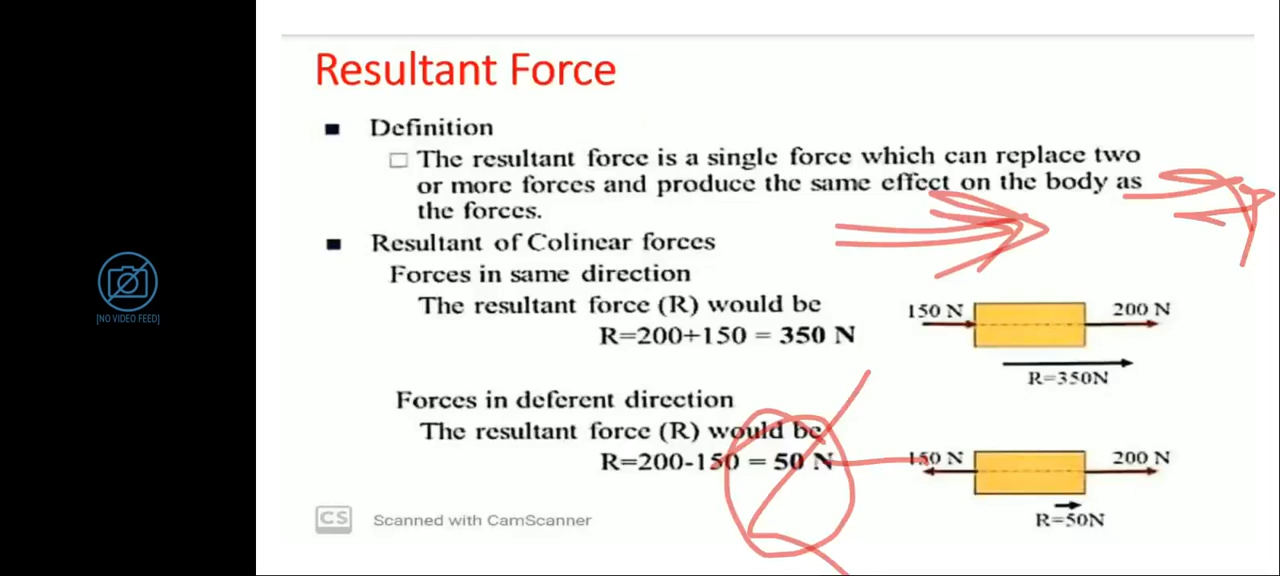 Resultant Force
Definition
The resultant force is a single force which can replace two
or more forces and produce the same effect on the body as
the forces.
Resultant of Colinear forces
Forces in same direction
The resultant force (R) would be
R=200+150 = 350 N
150 N
200 N
R=350N
Forces in deferent direction
The resultant force (R) would be
R=200-150 = 50 N
150 N
200 N
R=50N
CS Scanned with CamScanner
[NO VIDEO FEED]